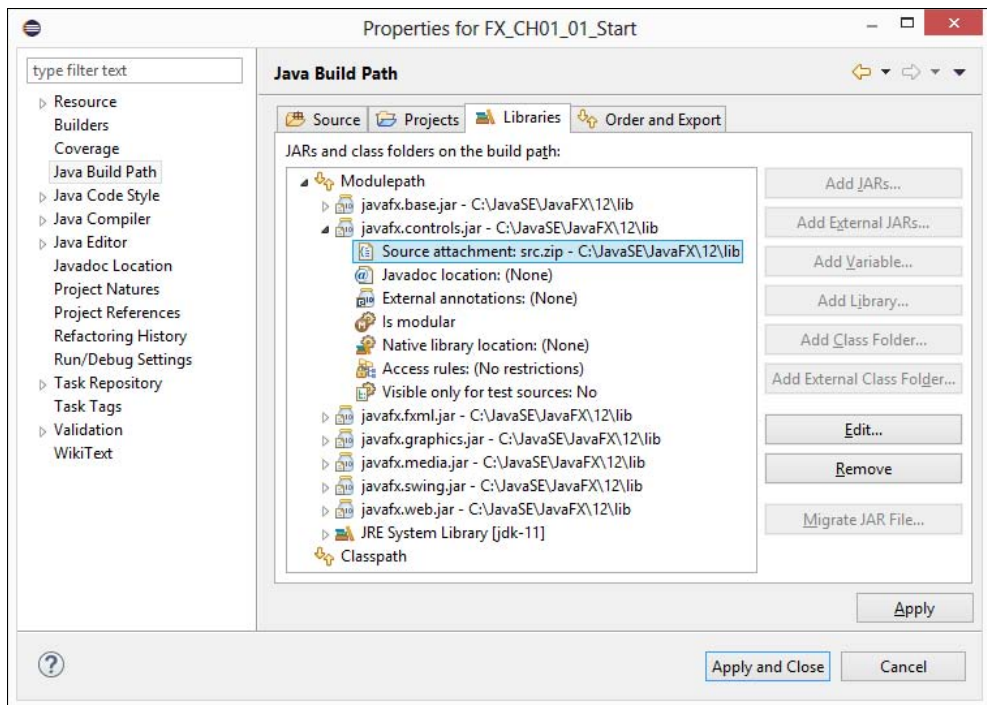 Properties for FX_CH01_01_Start
type filter text
Resource
Builders
Coverage
Java Build Path
Java Code Style
Java Compiler
Java Editor
Javadoc Location
Project Natures
Project References
Refactoring History
Run/Debug Settings
Task Repository
Task Tags
Validation
WikiText
Java Build Path
Source Projects Libraries Order and Export
JARs and class folders on the build path:
Modulepath
javafx.base.jar - C:\JavaSE\JavaFX\12\lib
javafx.controls.jar - C:\JavaSE\JavaFX\12\lib
Source attachment: src.zip - C:\JavaSE\JavaFX\12\lib
Javadoc location: (None)
External annotations: (None)
Is modular
Native library location: (None)
Access rules: (No restrictions)
Visible only for test sources: No
javafx.fxml.jar - C:\JavaSE\JavaFX\12\lib
javafx.graphics.jar - C:\JavaSE\JavaFX\12\lib
javafx.media.jar - C:\JavaSE\JavaFX\12\lib
javafx.swing.jar - C:\JavaSE\JavaFX\12\lib
javafx.web.jar - C:\JavaSE\JavaFX\12\lib
JRE System Library [jdk-11]
Classpath
Add JARs...
Add External JARs...
Add Variable...
Add Library...
Add Class Folder...
Add External Class Folder...
Edit...
Remove
Migrate JAR File...
Apply
Apply and Close
Cancel